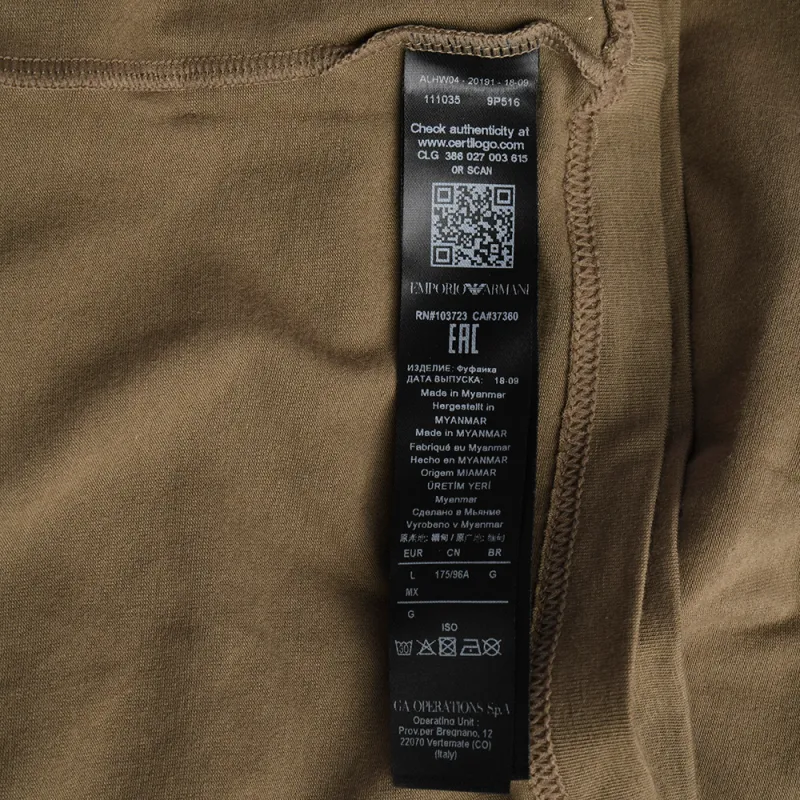 ALHW04 - 20191 - 18-09
111035 9P516
Check authenticity at
www.certilogo.com
CLG 386 027 003 615
OR SCAN
EMPORIO ARMANI
RN#103723 CA#37360
EAC
ИЗДЕЛИЕ: Фуфайка
ДАТА ВЫПУСКА: 18-09
Made in Myanmar
Hergestellt in
MYANMAR
Made in MYANMAR
Fabriqué au Myanmar
Hecho en MYANMAR
Origem MIAMAR
ÜRETİM YERİ
Myanmar
Сделано в Мьянме
Vyrobeno v Myanmar
EUR CN BR
L 175/96A G
MX
G
ISO
GA OPERATIONS S.p.A
Operating Unit :
Prov.per Bregnano, 12
22070 Vertemate (CO)
(Italy)